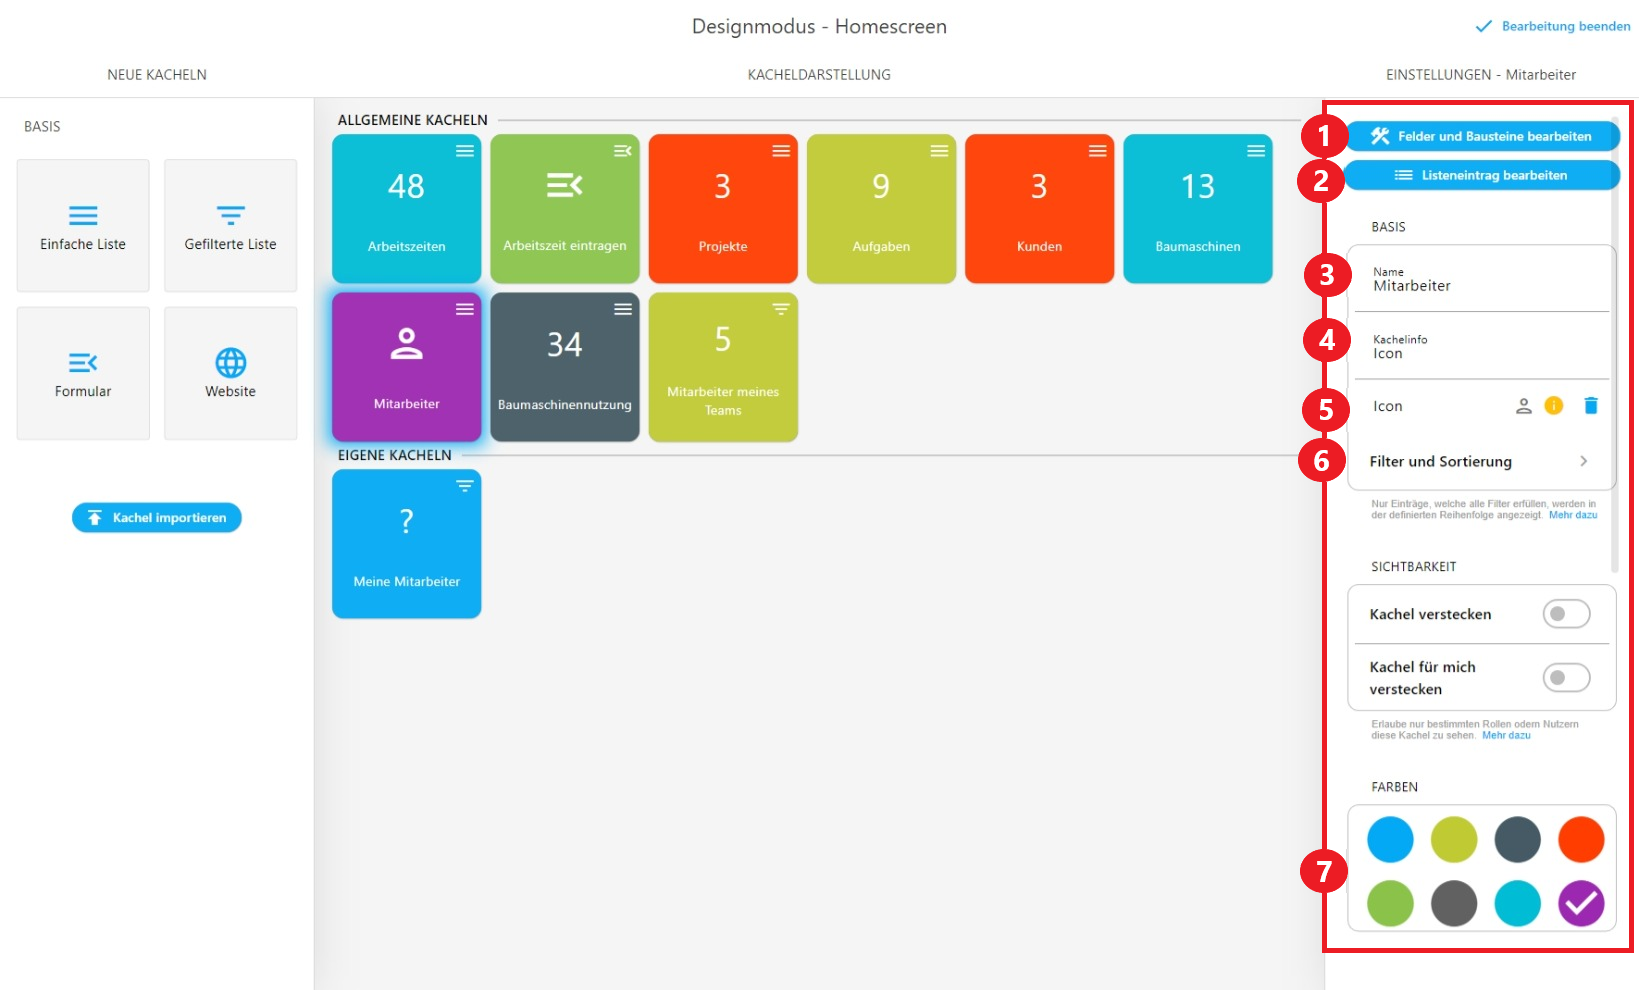 Designmodus - Homescreen
Bearbeitung beenden
NEUE KACHELN
KACHELDARSTELLUNG
EINSTELLUNGEN - Mitarbeiter
BASIS
Einfache Liste
Gefilterte Liste
Formular
Website
Kachel importieren
ALLGEMEINE KACHELN
48
Arbeitszeiten
Arbeitszeit eintragen
3
Projekte
9
Aufgaben
3
Kunden
13
Baumaschinen
Mitarbeiter
34
Baumaschinennutzung
5
Mitarbeiter meines
Teams
EIGENE KACHELN
?
Meine Mitarbeiter
1
Felder und Bausteine bearbeiten
2
Listeneintrag bearbeiten
BASIS
3
Name
Mitarbeiter
4
Kachelinfo
Icon
5
Icon
6
Filter und Sortierung
Nur Einträge, welche alle Filter erfüllen, werden in
der definierten Reihenfolge angezeigt. Mehr dazu
SICHTBARKEIT
Kachel verstecken
Kachel für mich
verstecken
Erlaube nur bestimmten Rollen odern Nutzern
diese Kachel zu sehen. Mehr dazu
FARBEN
7